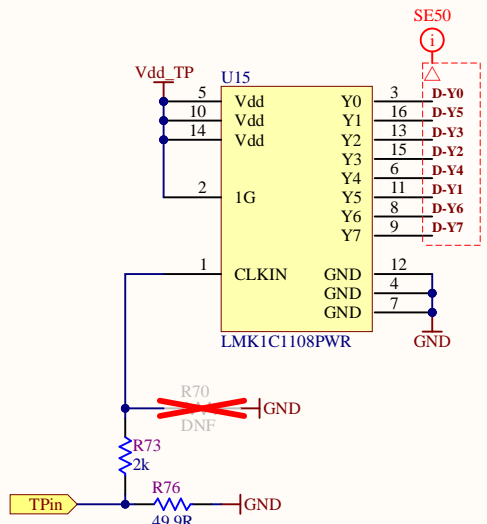 SE50
i
Vdd_TP
U15
5 Vdd Y0 3 D-Y0
10 Vdd Y1 16 D-Y5
14 Vdd Y2 13 D-Y3
Y3 15 D-Y2
2 1G Y4 6 D-Y4
Y5 11 D-Y1
Y6 8 D-Y6
Y7 9 D-Y7
1 CLKIN GND 12
GND 4
GND 7
LMK1C1108PWR GND
R70
GND
DNF
R73
2k
R76
TPin GND
49.9R